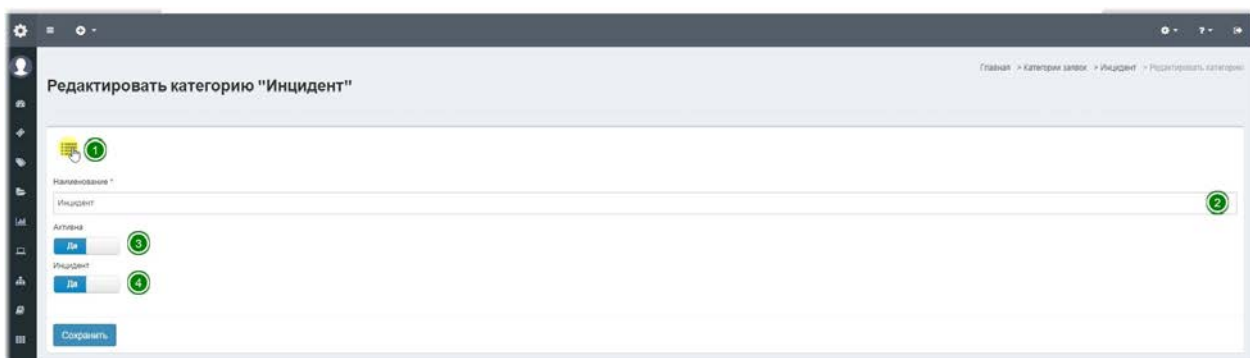 Главная > Категории заявок > Инцидент > Редактировать категорию
Редактировать категорию "Инцидент"
1
Наименование *
Инцидент
2
Активна
Да
3
Инцидент
Да
4
Сохранить